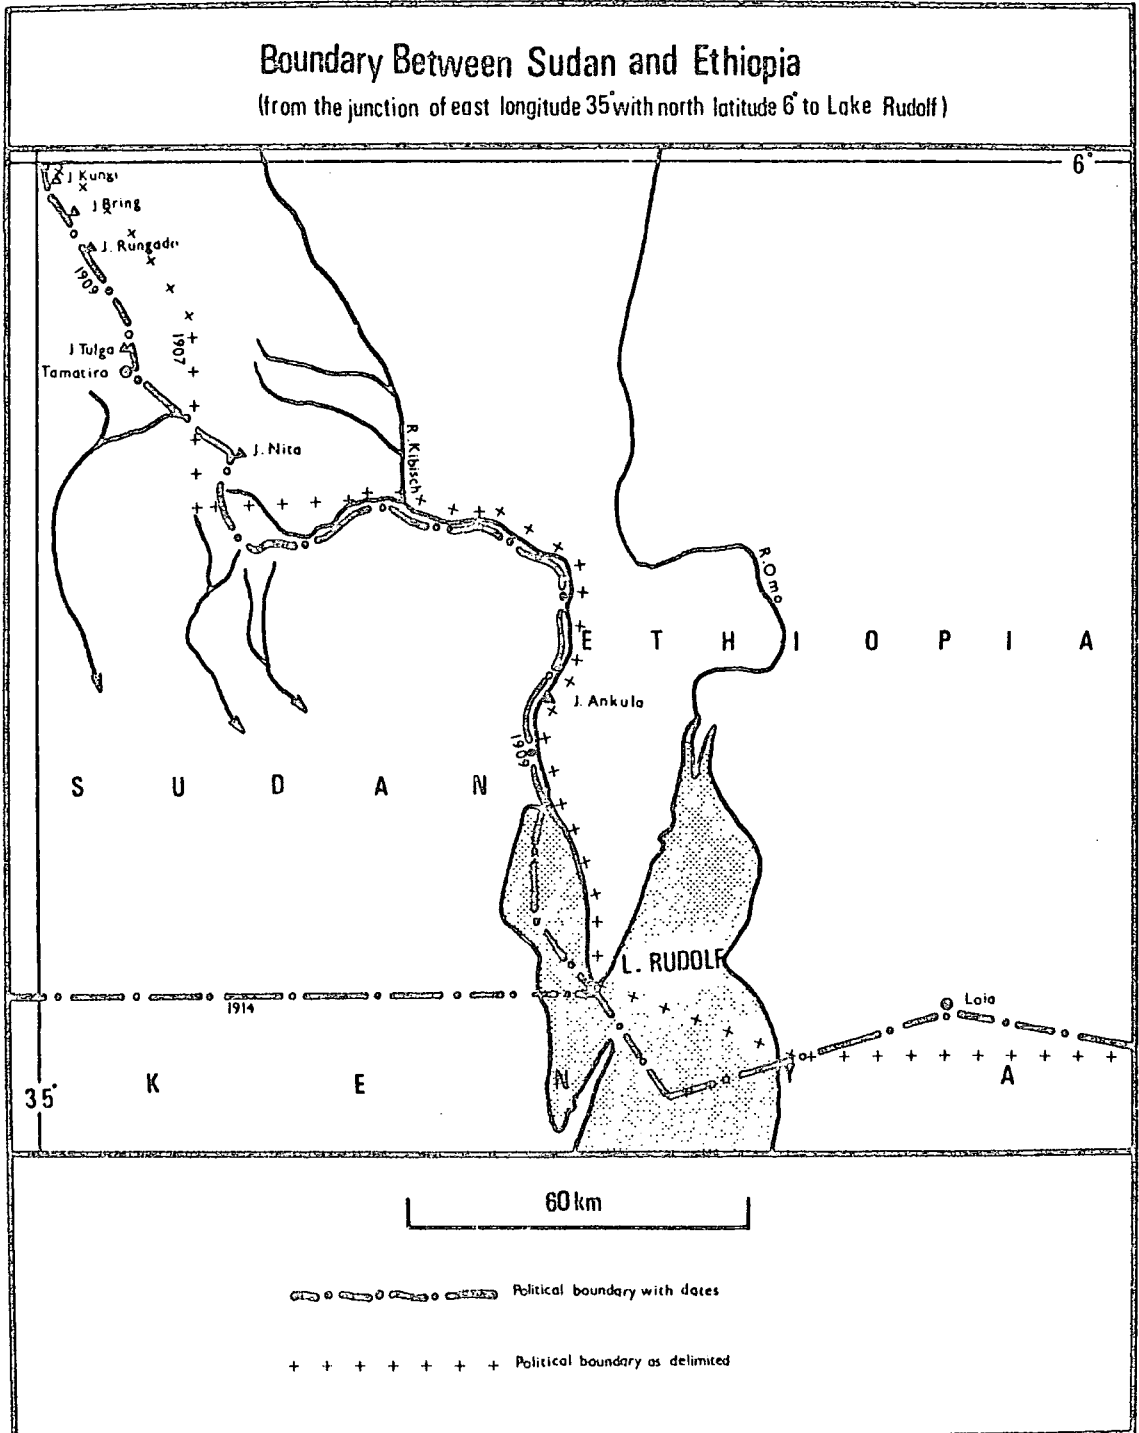 Boundary Between Sudan and Ethiopia
(from the junction of east longitude 35° with north latitude 6° to Lake Rudolf)
6°
J Kungi
J Bring
J. Rungado
1909
1907
J Tulga
Tamatiro
J. Nita
R. Kibisch
R. Omo
E T H I O P I A
J. Ankula
1909
S U D A N
L. RUDOLF
Loia
1914
K E N Y A
35°
60 km
Political boundary with dates
Political boundary as delimited